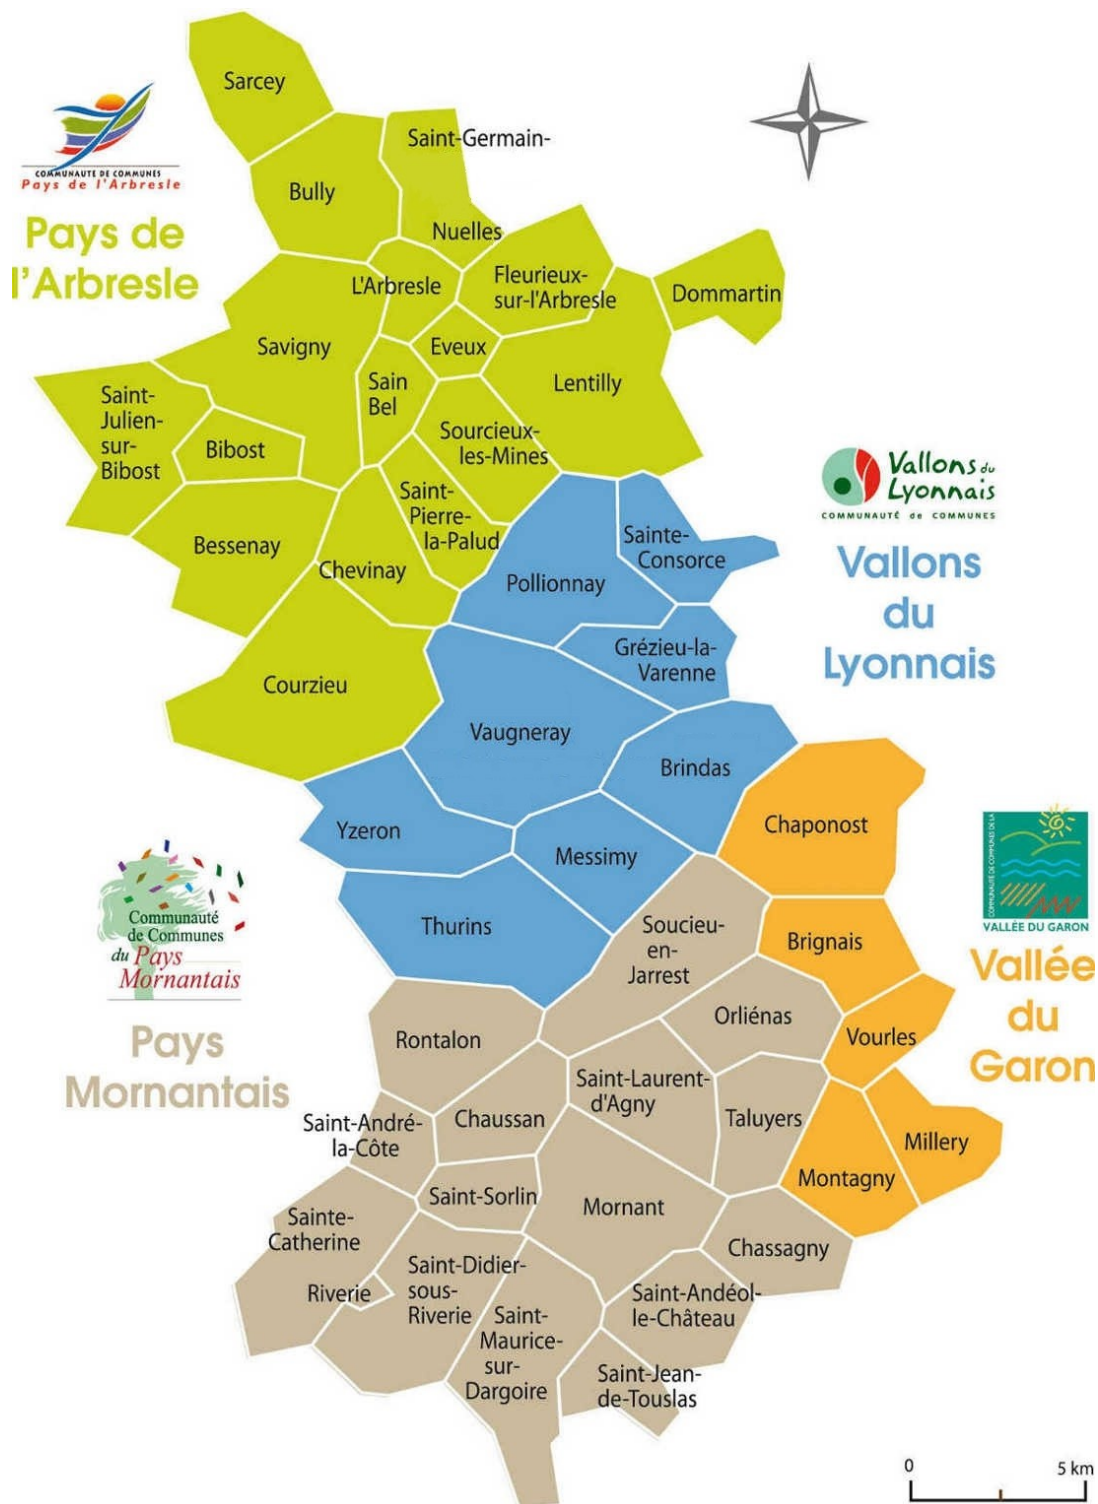 Sarcey
Saint-Germain-
Nuelles
COMMUNAUTÉ DE COMMUNES
Pays de l'Arbresle
Bully
Pays de
l'Arbresle
L'Arbresle
Fleurieux-
sur-l'Arbresle
Dommartin
Savigny
Eveux
Sain
Bel
Lentilly
Saint-
Julien-
sur-
Bibost
Bibost
Sourcieux-
les-Mines
Saint-
Pierre-
la-Palud
Bessenay
Chevinay
Courzieu
Vallons du
Lyonnais
COMMUNAUTÉ de COMMUNES
Vallons
du
Lyonnais
Sainte-
Consorce
Pollionnay
Grézieu-la-
Varenne
Vaugneray
Brindas
Yzeron
Messimy
Thurins
Chaponost
COMMUNAUTÉ DE COMMUNES DE LA
VALLÉE DU GARON
Vallée
du
Garon
Brignais
Vourles
Millery
Montagny
Communauté
de Communes
du Pays
Mornantais
Pays
Mornantais
Soucieu-
en-
Jarrest
Orliénas
Rontalon
Saint-Laurent-
d'Agny
Chaussan
Taluyers
Saint-André-
la-Côte
Saint-Sorlin
Mornant
Sainte-
Catherine
Chassagny
Riverie
Saint-Didier-
sous-
Riverie
Saint-Andéol-
le-Château
Saint-
Maurice-
sur-
Dargoire
Saint-Jean-
de-Touslas
0 5 km